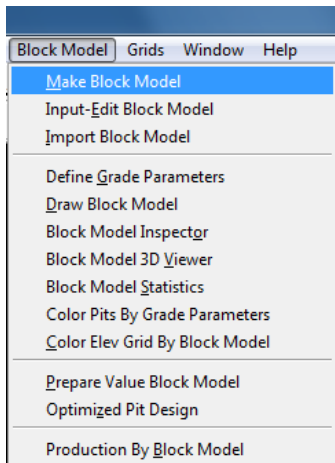 Block Model Grids Window Help
Make Block Model
Input-Edit Block Model
Import Block Model
Define Grade Parameters
Draw Block Model
Block Model Inspector
Block Model 3D Viewer
Block Model Statistics
Color Pits By Grade Parameters
Color Elev Grid By Block Model
Prepare Value Block Model
Optimized Pit Design
Production By Block Model